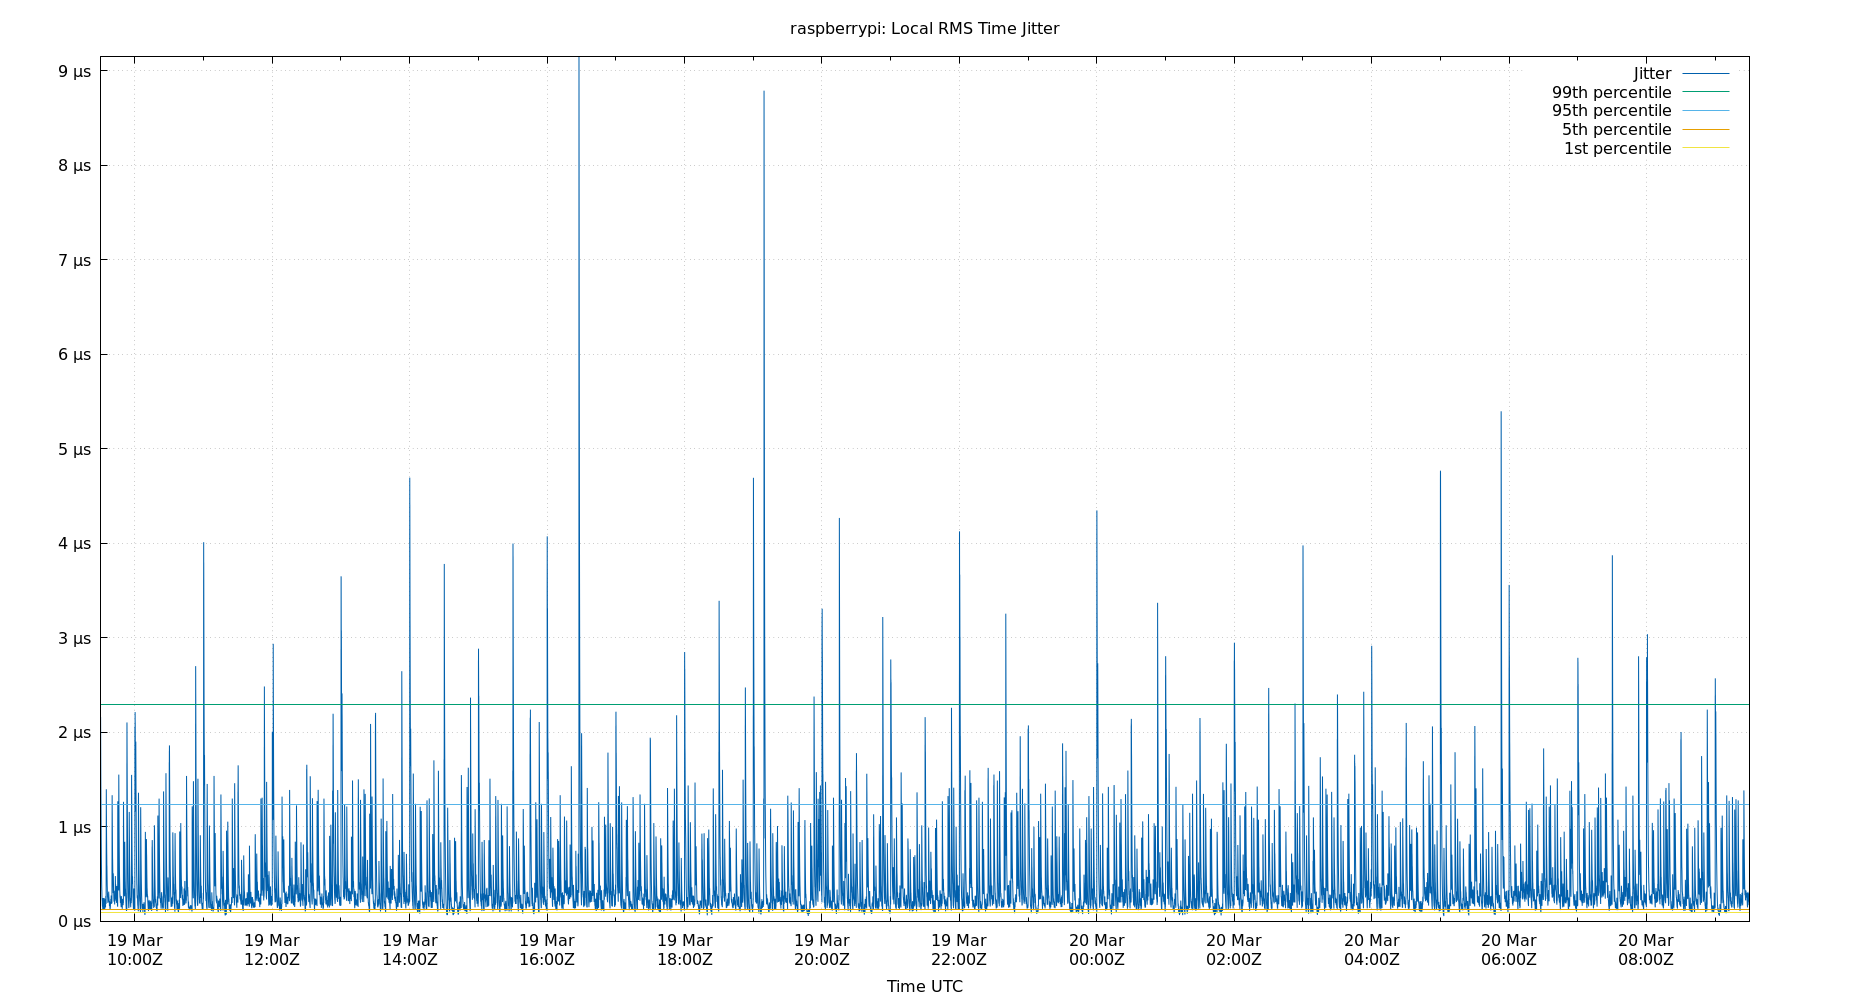 raspberrypi: Local RMS Time Jitter
9 µs
8 µs
7 µs
6 µs
5 µs
4 µs
3 µs
2 µs
1 µs
0 µs
Jitter
99th percentile
95th percentile
5th percentile
1st percentile
19 Mar 19 Mar 19 Mar 19 Mar 19 Mar 19 Mar 19 Mar 20 Mar 20 Mar 20 Mar 20 Mar 20 Mar
10:00Z 12:00Z 14:00Z 16:00Z 18:00Z 20:00Z 22:00Z 00:00Z 02:00Z 04:00Z 06:00Z 08:00Z
Time UTC